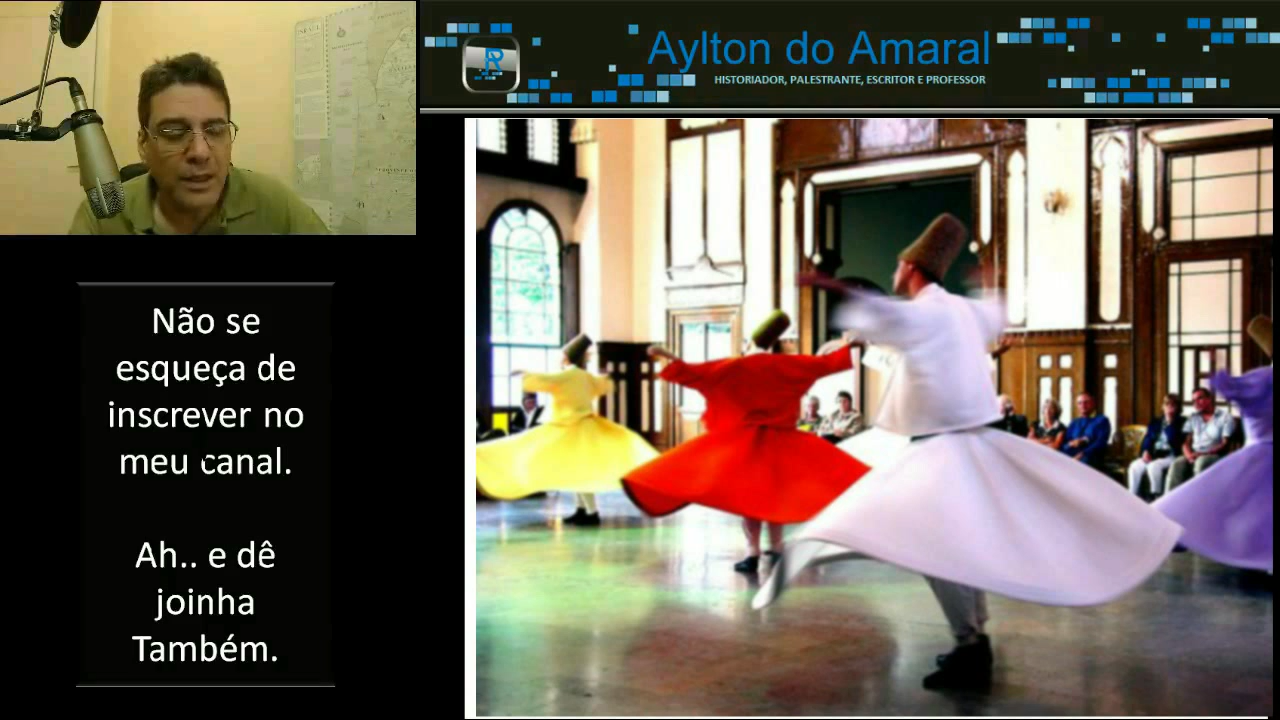 Aylton do Amaral
R
HISTORIADOR, PALESTRANTE, ESCRITOR E PROFESSOR
Não se
esqueça de
inscrever no
meu canal.
Ah.. e dê
joinha
Também.